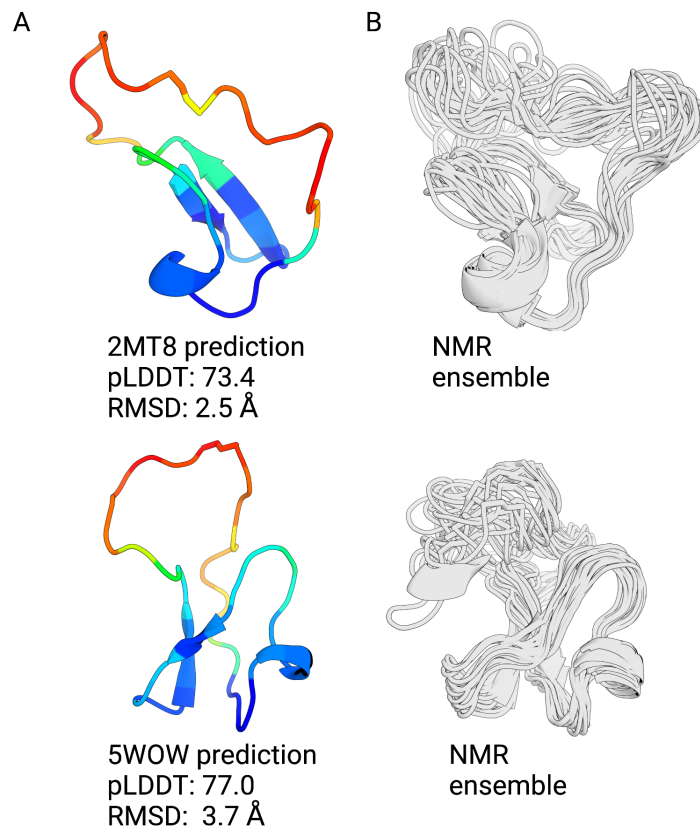 A
B
2MT8 prediction
pLDDT: 73.4
RMSD: 2.5 Å
NMR
ensemble
5WOW prediction
pLDDT: 77.0
RMSD: 3.7 Å
NMR
ensemble